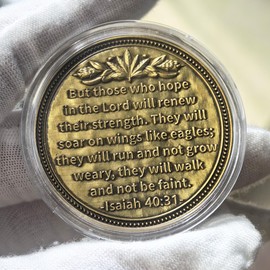 But those who hope
in the Lord will renew
their strength. They will
soar on wings like eagles;
they will run and not grow
weary, they will walk
and not be faint.
-Isaiah 40:31